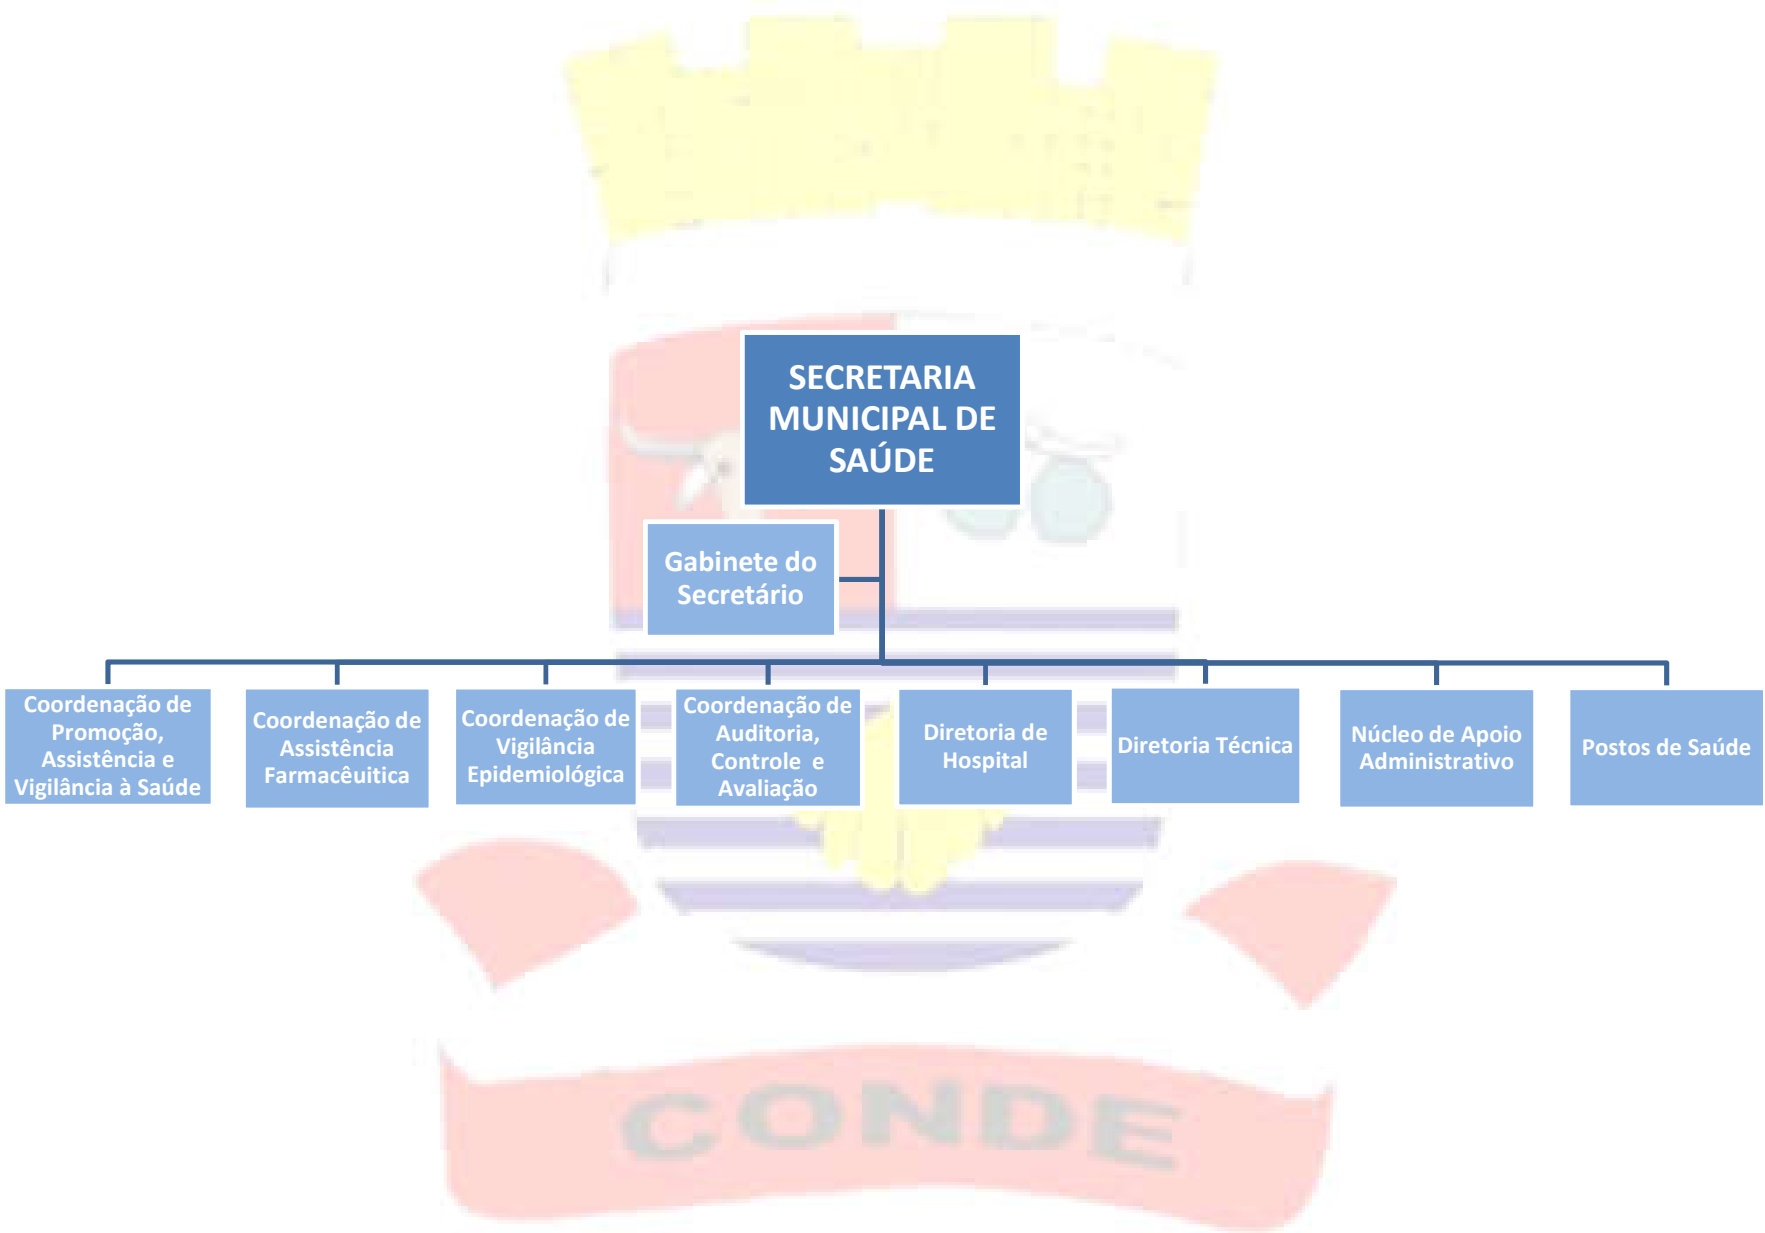 SECRETARIA
MUNICIPAL DE
SAÚDE
Gabinete do
Secretário
Coordenação de
Promoção,
Assistência e
Vigilância à Saúde
Coordenação de
Assistência
Farmacêuitica
Coordenação de
Vigilância
Epidemiológica
Coordenação de
Auditoria,
Controle e
Avaliação
Diretoria de
Hospital
Diretoria Técnica
Núcleo de Apoio
Administrativo
Postos de Saúde
CONDE